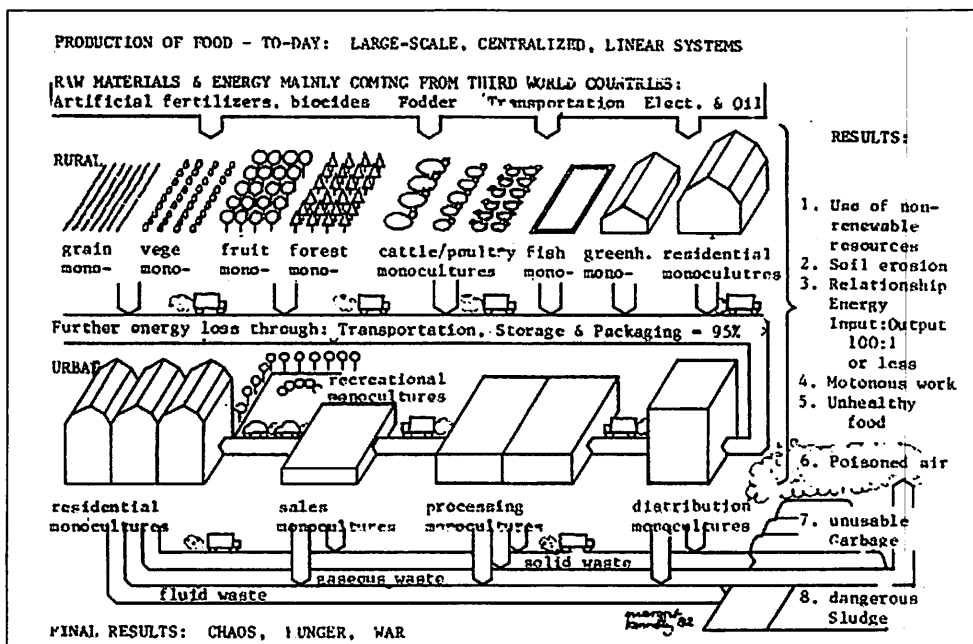 PRODUCTION OF FOOD - TO-DAY: LARGE-SCALE, CENTRALIZED, LINEAR SYSTEMS
RAW MATERIALS & ENERGY MAINLY COMING FROM THIRD WORLD COUNTRIES:
Artificial fertilizers, biocides Fodder Transportation Elect. & Oil
RURAL
grain mono-
vege mono-
fruit mono-
forest mono-
cattle/poultry monocultures
fish mono-
greenh. mono-
residential monoculutres
Further energy loss through: Transportation, Storage & Packaging = 95%
URBAN
recreational
monocultures
residential
monocultures
sales
monocultures
processing
monocultures
distribution
monocultures
solid waste
gaseous waste
fluid waste
FINAL RESULTS: CHAOS, HUNGER, WAR
margrit
kennedy 82
RESULTS:
1. Use of non-
renewable
resources
2. Soil erosion
3. Relationship
Energy
Input:Output
100:1
or less
4. Motonous work
5. Unhealthy
food
6. Poisoned air
7. unusable
Garbage
8. dangerous
Sludge